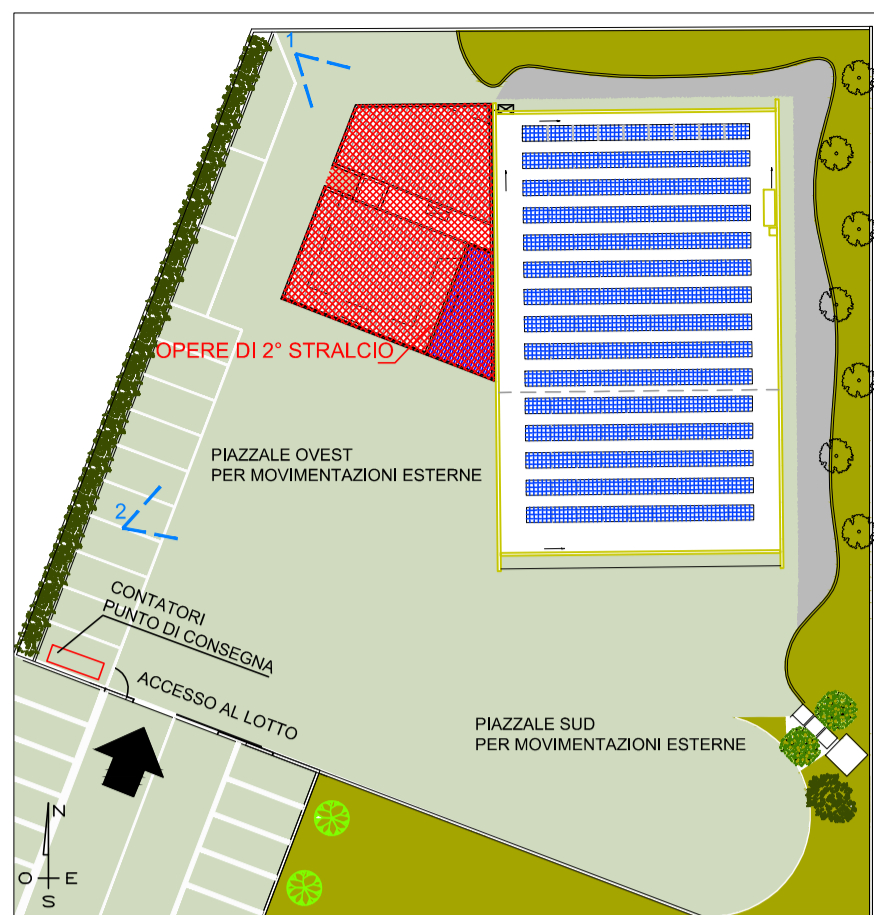 1
OPERE DI 2° STRALCIO
PIAZZALE OVEST
PER MOVIMENTAZIONI ESTERNE
2
CONTATORI
PUNTO DI CONSEGNA
ACCESSO AL LOTTO
PIAZZALE SUD
PER MOVIMENTAZIONI ESTERNE
N
O E
S